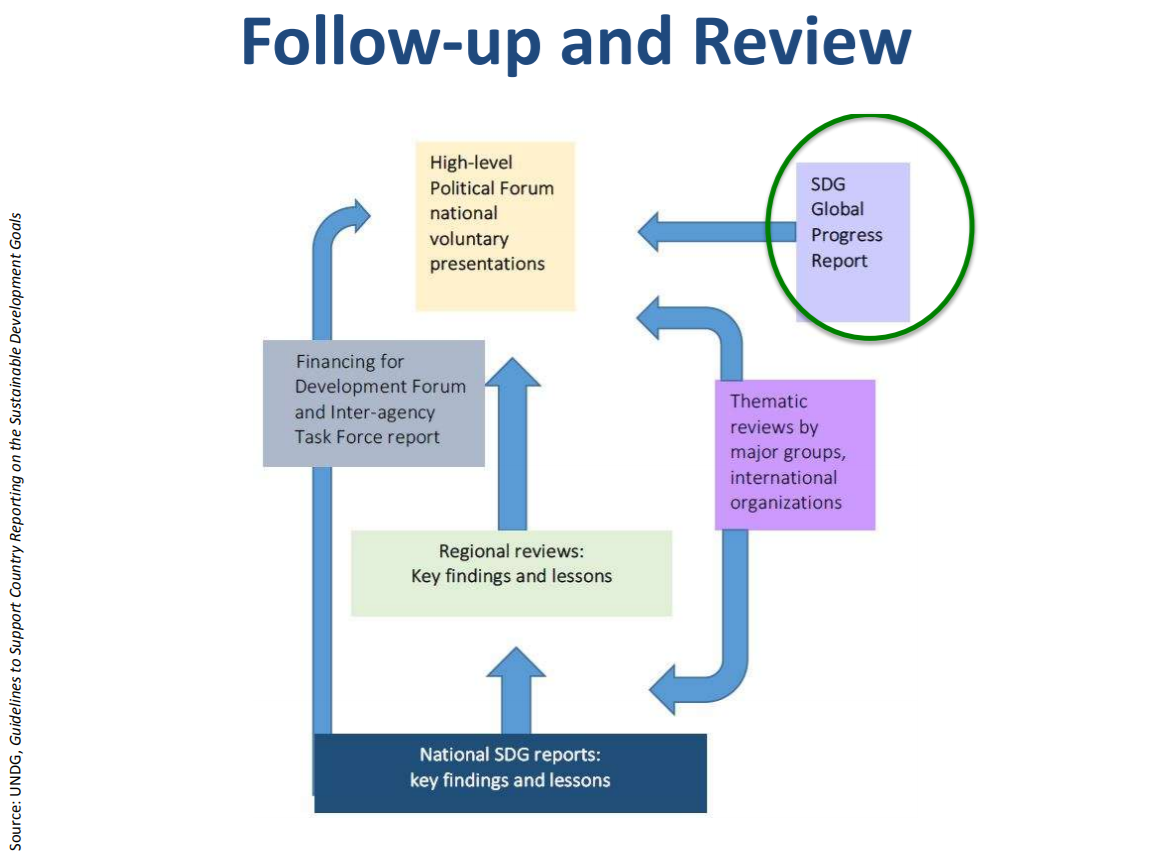 Follow-up and Review
High-level
Political Forum
national
voluntary
presentations
SDG
Global
Progress
Report
Financing for
Development Forum
and Inter-agency
Task Force report
Thematic
reviews by
major groups,
international
organizations
Regional reviews:
Key findings and lessons
National SDG reports:
key findings and lessons
Source: UNDG, Guidelines to Support Country Reporting on the Sustainable Development Goals